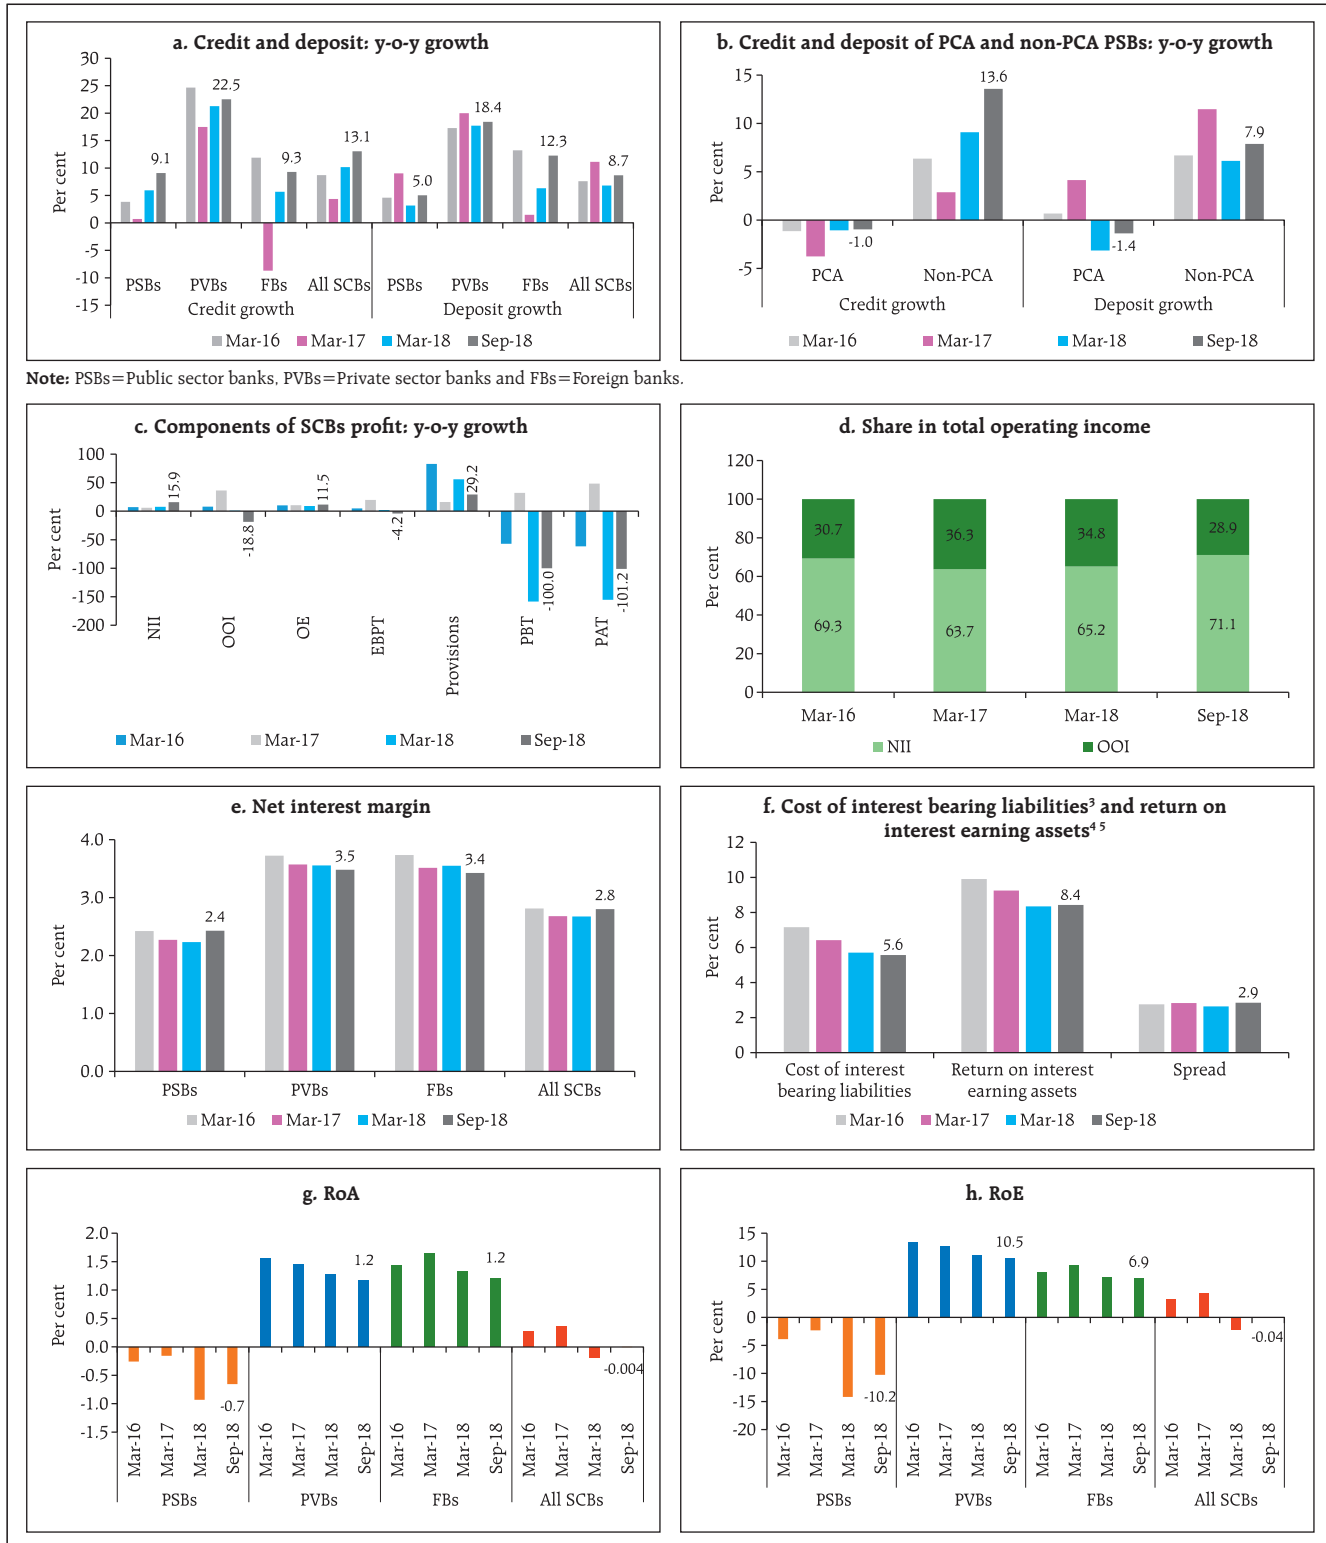 a. Credit and deposit: y-o-y growth
Per cent
30
25
20
15
10
5
0
-5
-10
-15
9.1
22.5
9.3
13.1
5.0
18.4
12.3
8.7
PSBs PVBs FBs All SCBs PSBs PVBs FBs All SCBs
Credit growth Deposit growth
Mar-16 Mar-17 Mar-18 Sep-18
b. Credit and deposit of PCA and non-PCA PSBs: y-o-y growth
Per cent
15
10
5
0
-5
-1.0
13.6
-1.4
7.9
PCA Non-PCA PCA Non-PCA
Credit growth Deposit growth
Mar-16 Mar-17 Mar-18 Sep-18
Note: PSBs=Public sector banks, PVBs=Private sector banks and FBs=Foreign banks.
c. Components of SCBs profit: y-o-y growth
Per cent
100
50
0
-50
-100
-150
-200
15.9
-18.8
11.5
-4.2
29.2
-100.0
-101.2
NII OOI OE EBPT Provisions PBT PAT
Mar-16 Mar-17 Mar-18 Sep-18
d. Share in total operating income
Per cent
120
100
80
60
40
20
0
30.7 36.3 34.8 28.9
69.3 63.7 65.2 71.1
Mar-16 Mar-17 Mar-18 Sep-18
NII OOI
e. Net interest margin
Per cent
4.0
3.0
2.0
1.0
0.0
2.4
3.5
3.4
2.8
PSBs PVBs FBs All SCBs
Mar-16 Mar-17 Mar-18 Sep-18
f. Cost of interest bearing liabilities³ and return on
interest earning assets⁴ ⁵
Per cent
12
10
8
6
4
2
0
5.6
8.4
2.9
Cost of interest Return on interest Spread
bearing liabilities earning assets
Mar-16 Mar-17 Mar-18 Sep-18
g. RoA
Per cent
2.0
1.5
1.0
0.5
0.0
-0.5
-1.0
-1.5
-0.7
1.2
1.2
-0.004
Mar-16 Mar-17 Mar-18 Sep-18 Mar-16 Mar-17 Mar-18 Sep-18 Mar-16 Mar-17 Mar-18 Sep-18 Mar-16 Mar-17 Mar-18 Sep-18
PSBs PVBs FBs All SCBs
h. RoE
Per cent
15
10
5
0
-5
-10
-15
-20
-10.2
10.5
6.9
-0.04
Mar-16 Mar-17 Mar-18 Sep-18 Mar-16 Mar-17 Mar-18 Sep-18 Mar-16 Mar-17 Mar-18 Sep-18 Mar-16 Mar-17 Mar-18 Sep-18
PSBs PVBs FBs All SCBs